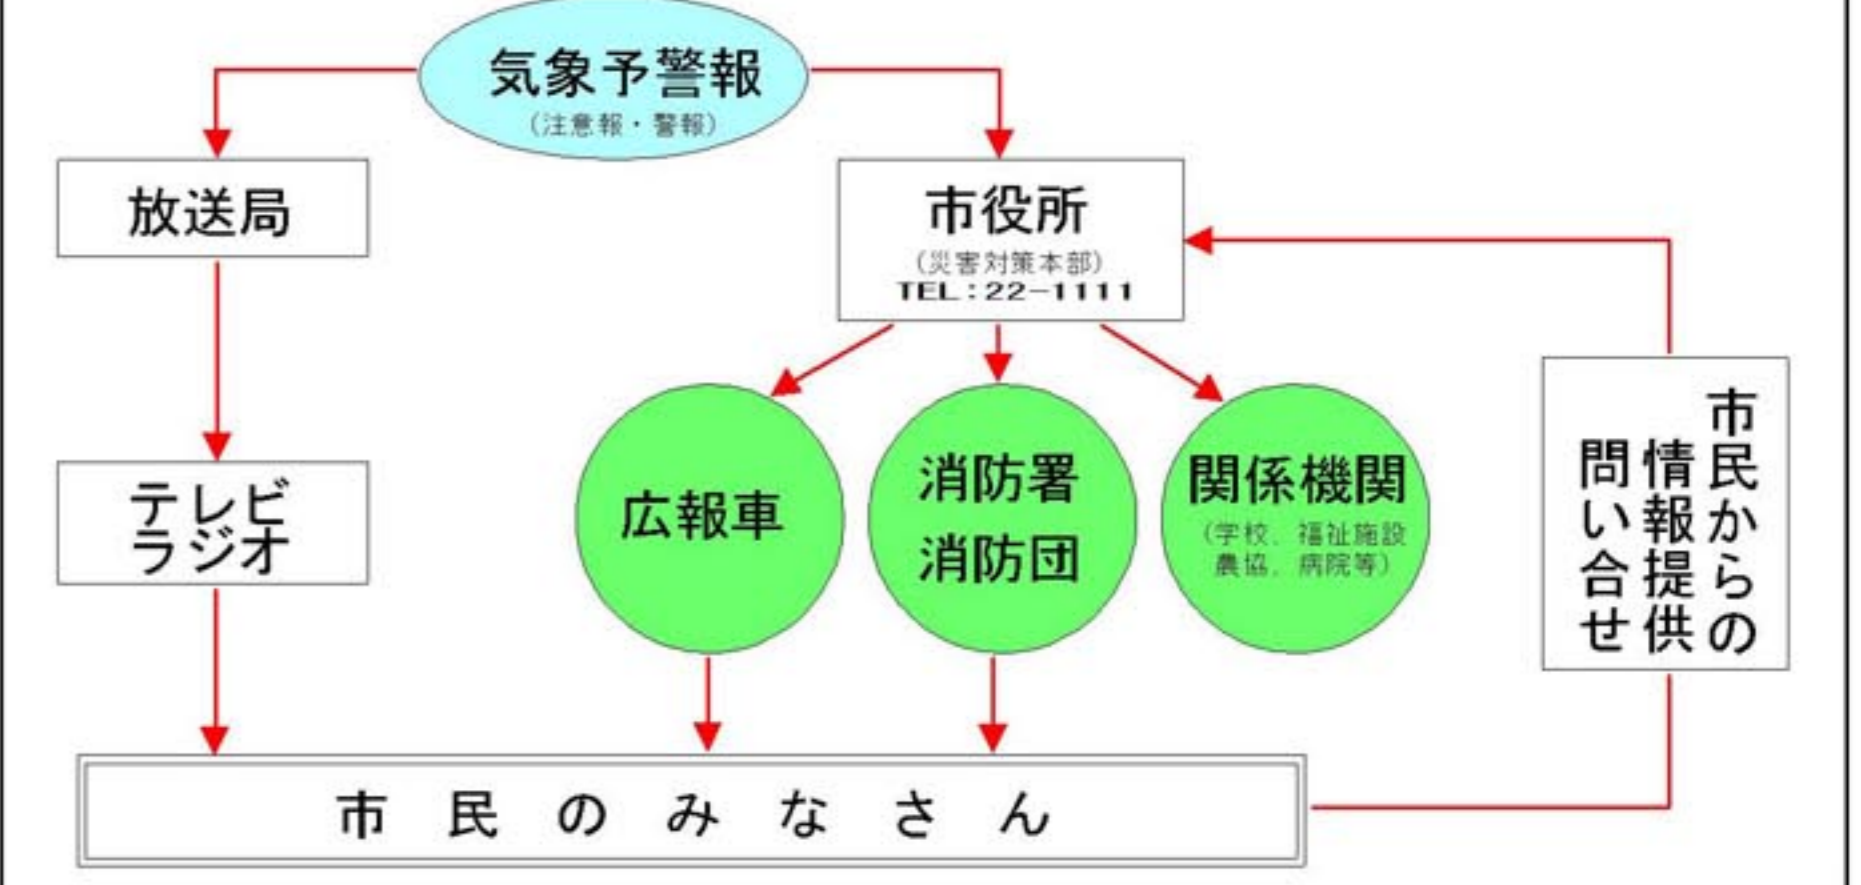 気象予警報
(注意報・警報)
放送局
市役所
(災害対策本部)
TEL:22-1111
テレビ
ラジオ
広報車
消防署
消防団
関係機関
(学校、福祉施設
農協、病院等)
市民からの
情報提供
問い合せ
市民のみなさん